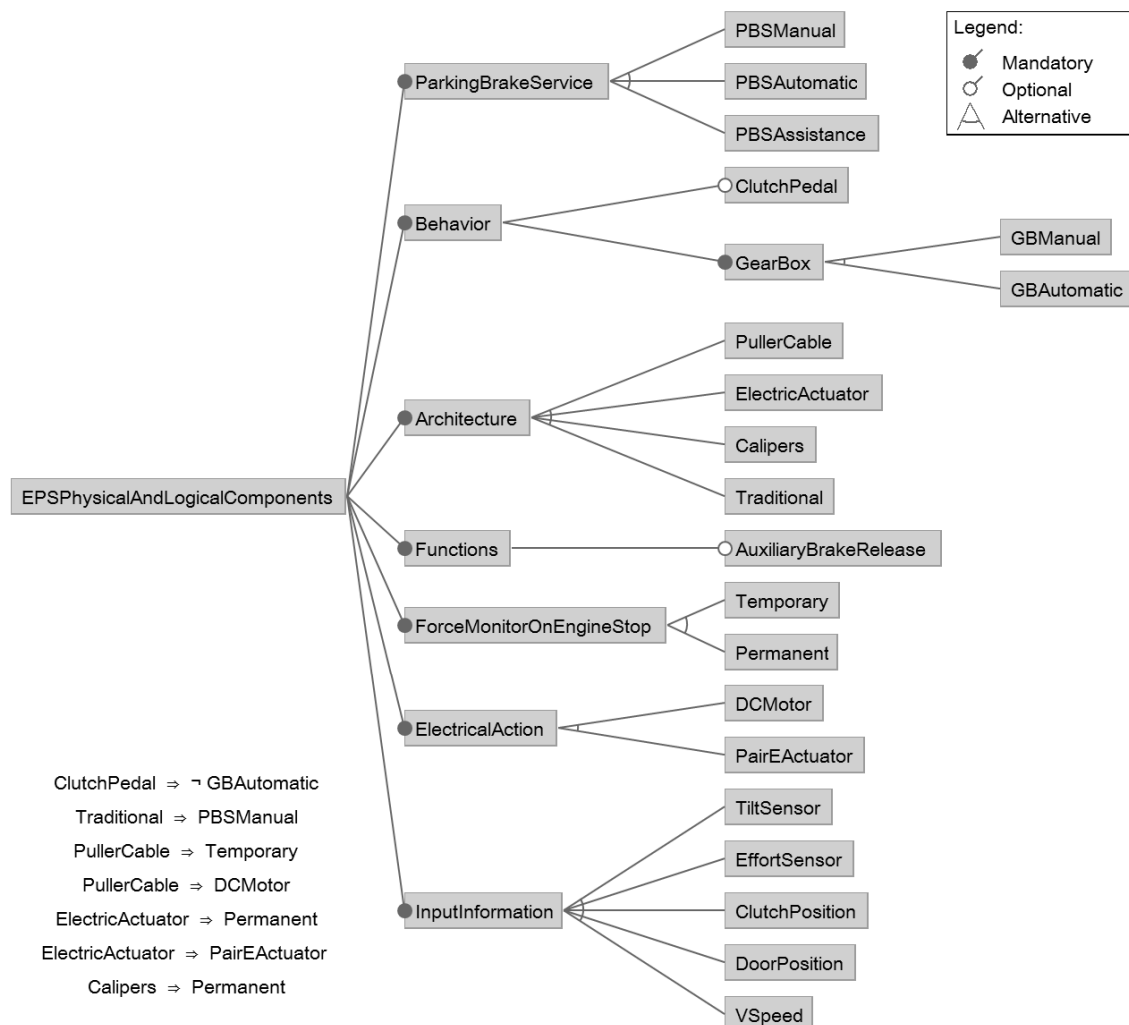 PBSManual
Legend:
Mandatory
Optional
Alternative
ParkingBrakeService
PBSAutomatic
PBSAssistance
ClutchPedal
Behavior
GBManual
GearBox
GBAutomatic
PullerCable
ElectricActuator
Architecture
Calipers
Traditional
EPSPhysicalAndLogicalComponents
Functions
AuxiliaryBrakeRelease
Temporary
ForceMonitorOnEngineStop
Permanent
DCMotor
ElectricalAction
PairEActuator
TiltSensor
EffortSensor
InputInformation
ClutchPosition
DoorPosition
VSpeed
ClutchPedal ⇒ ¬ GBAutomatic
Traditional ⇒ PBSManual
PullerCable ⇒ Temporary
PullerCable ⇒ DCMotor
ElectricActuator ⇒ Permanent
ElectricActuator ⇒ PairEActuator
Calipers ⇒ Permanent